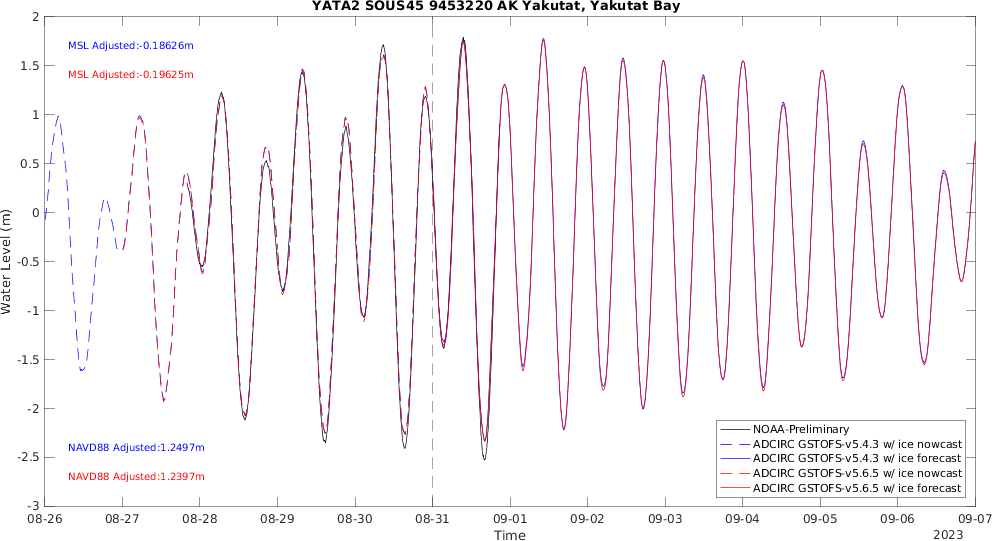 YATA2 SOUS45 9453220 AK Yakutat, Yakutat Bay
MSL Adjusted:-0.18626m
MSL Adjusted:-0.19625m
2
1.5
1
0.5
0
-0.5
-1
-1.5
-2
-2.5
-3
Water Level (m)
NAVD88 Adjusted:1.2497m
NAVD88 Adjusted:1.2397m
NOAA-Preliminary
ADCIRC GSTOFS-v5.4.3 w/ ice nowcast
ADCIRC GSTOFS-v5.4.3 w/ ice forecast
ADCIRC GSTOFS-v5.6.5 w/ ice nowcast
ADCIRC GSTOFS-v5.6.5 w/ ice forecast
08-26 08-27 08-28 08-29 08-30 08-31 09-01 09-02 09-03 09-04 09-05 09-06 09-07
Time
2023